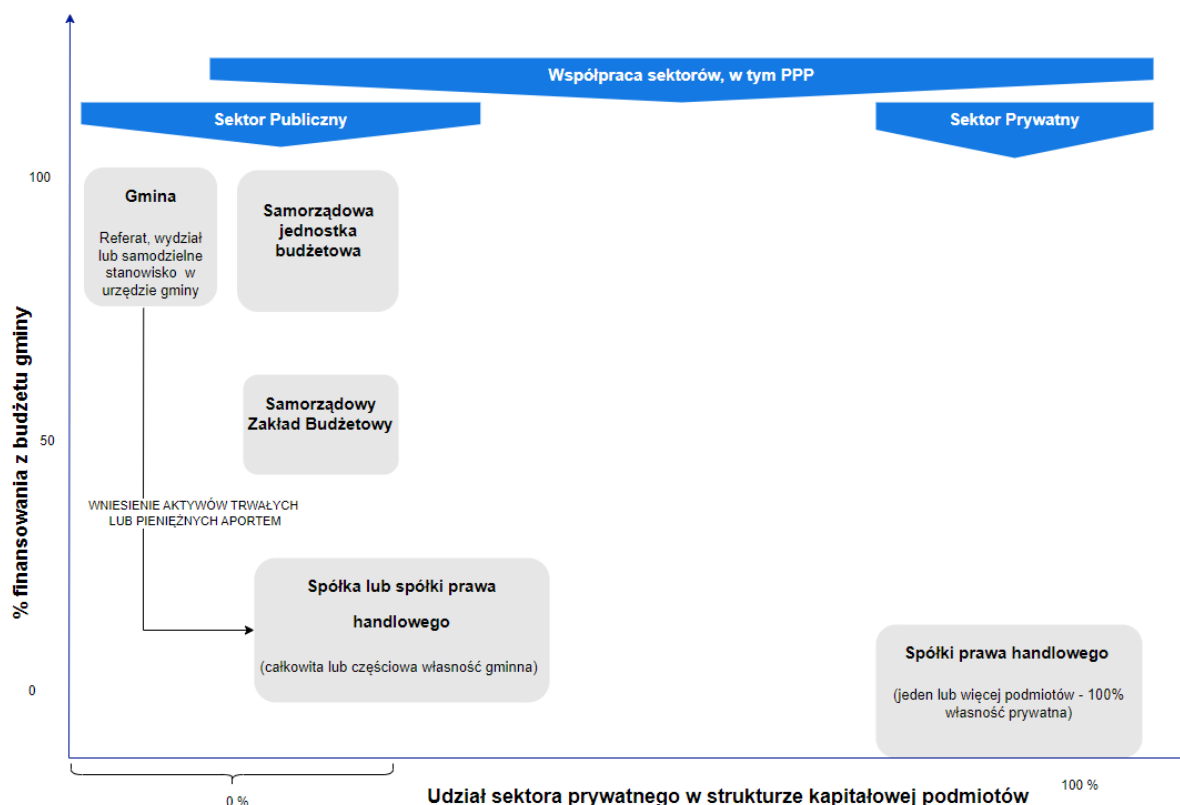 Współpraca sektorów, w tym PPP
Sektor Publiczny
Sektor Prywatny
100
Gmina
Referat, wydział
lub samodzielne
stanowisko w
urzędzie gminy
Samorządowa
jednostka
budżetowa
% finansowania z budżetu gminy
50
Samorządowy
Zakład Budżetowy
WNIESIENIE AKTYWÓW TRWAŁYCH
LUB PIENIĘŻNYCH APORTEM
Spółka lub spółki prawa
handlowego
(całkowita lub częściowa własność gminna)
Spółki prawa handlowego
(jeden lub więcej podmiotów - 100%
własność prywatna)
0
0 %
Udział sektora prywatnego w strukturze kapitałowej podmiotów
100 %